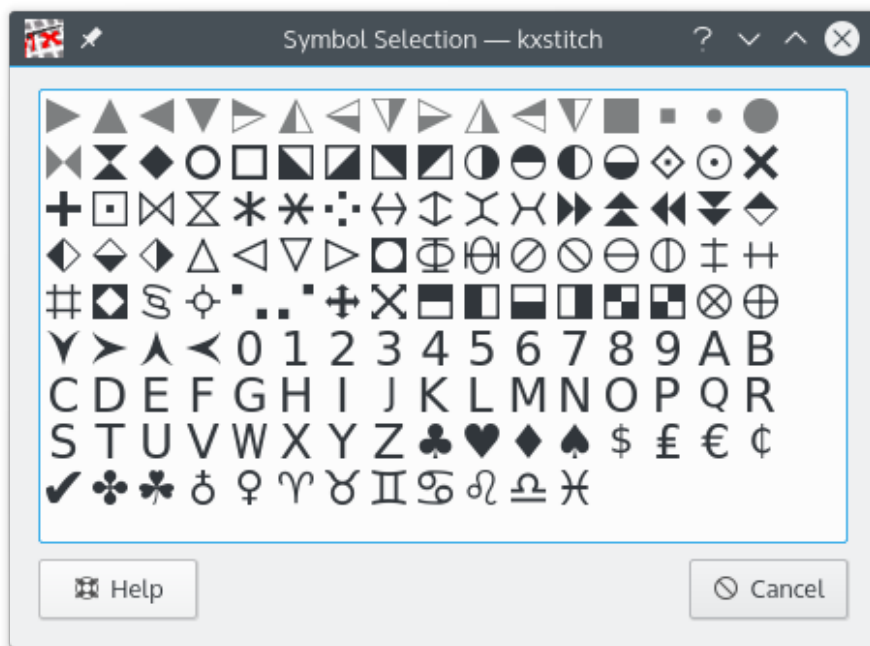 Symbol Selection — kxstitch
0 1 2 3 4 5 6 7 8 9 A B
C D E F G H I J K L M N O P Q R
S T U V W X Y Z ♣ ♥ ♦ ♠ $ ₤ € ¢
Help
Cancel